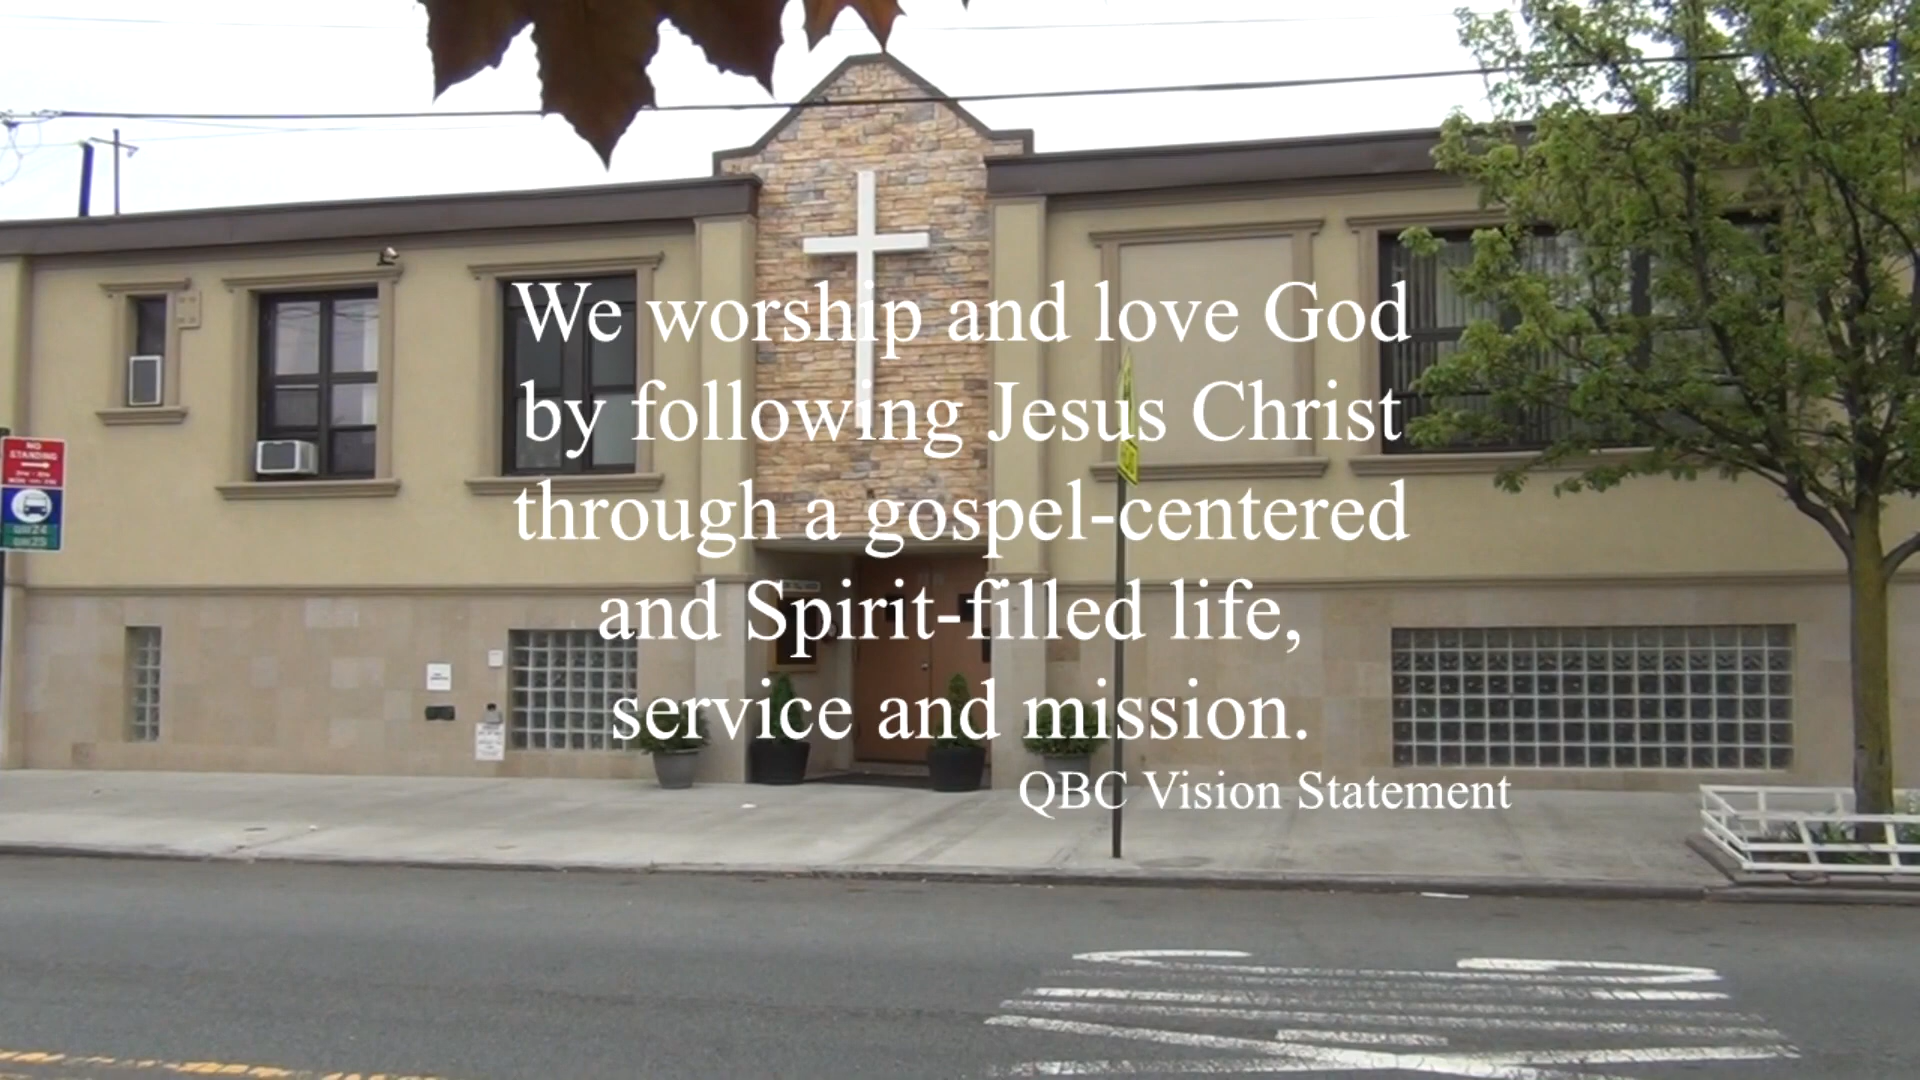 We worship and love God
by following Jesus Christ
through a gospel-centered
and Spirit-filled life,
service and mission.
QBC Vision Statement
NO
STANDING